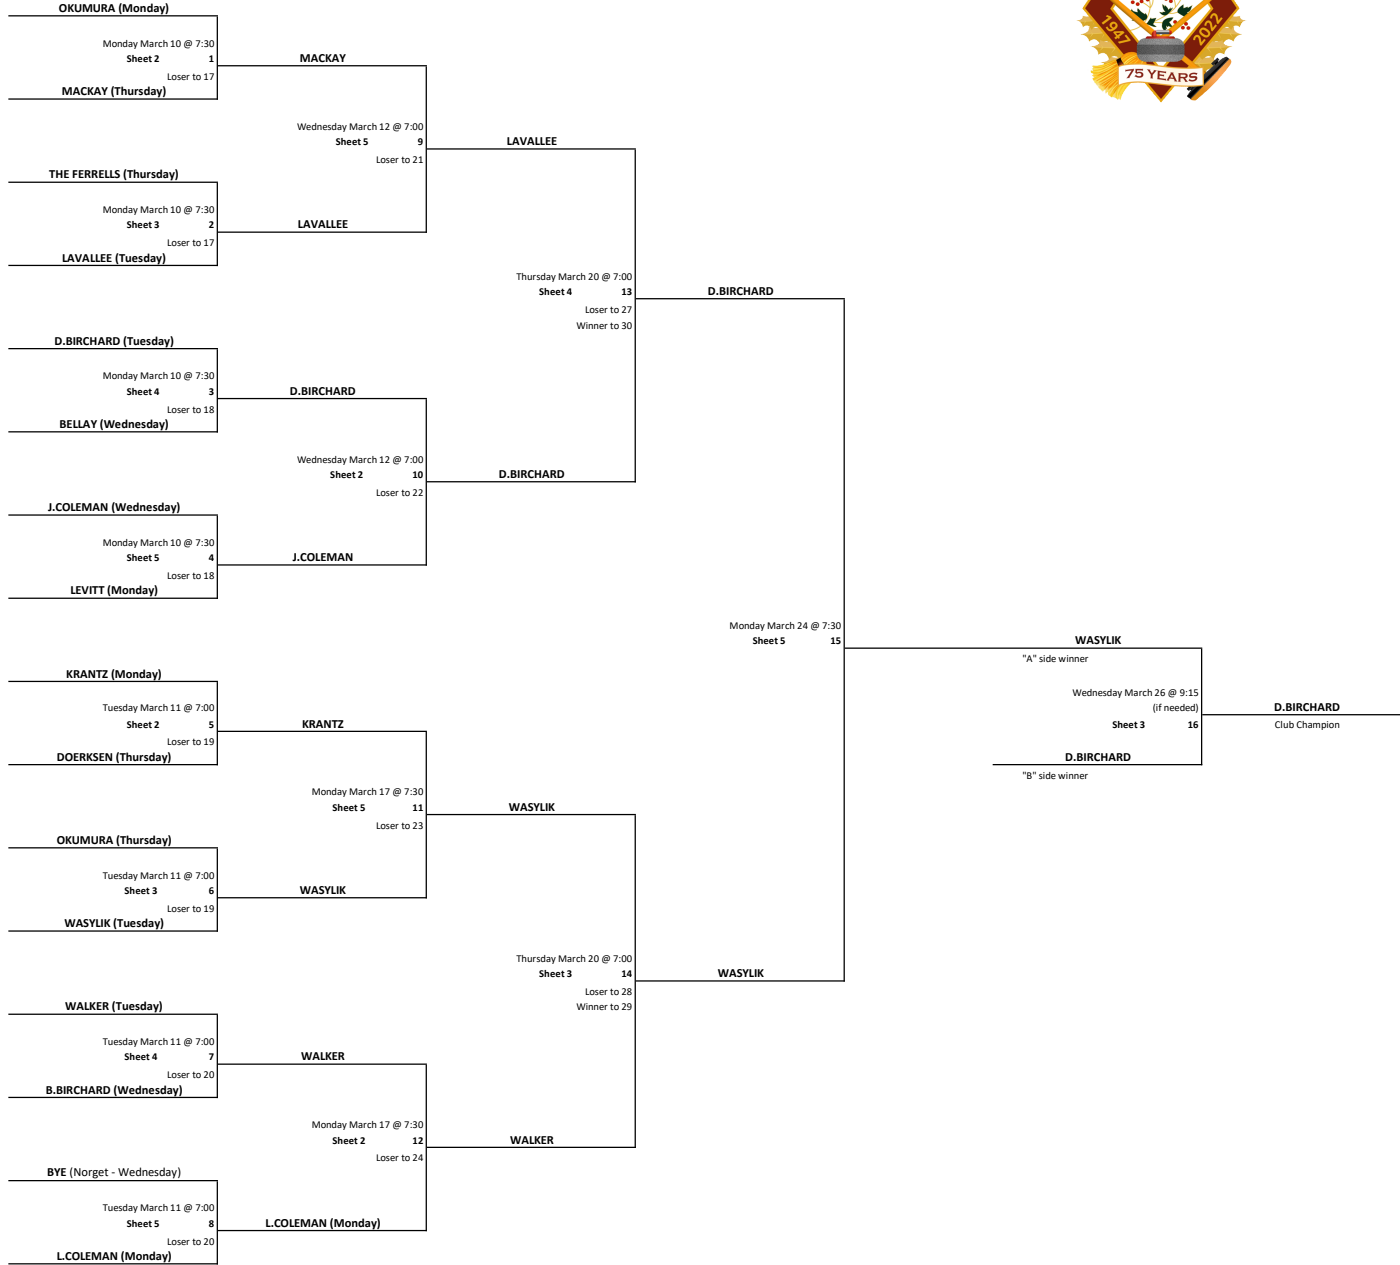 OKUMURA (Monday)
Monday March 10 @ 7:30
Sheet 2 1
Loser to 17
MACKAY (Thursday)
MACKAY
1947
2022
75 YEARS
Wednesday March 12 @ 7:00
Sheet 5 9
Loser to 21
LAVALLEE
THE FERRELLS (Thursday)
Monday March 10 @ 7:30
Sheet 3 2
Loser to 17
LAVALLEE (Tuesday)
LAVALLEE
Thursday March 20 @ 7:00
Sheet 4 13
Loser to 27
Winner to 30
D.BIRCHARD
D.BIRCHARD (Tuesday)
Monday March 10 @ 7:30
Sheet 4 3
Loser to 18
BELLAY (Wednesday)
D.BIRCHARD
Wednesday March 12 @ 7:00
Sheet 2 10
Loser to 22
D.BIRCHARD
J.COLEMAN (Wednesday)
Monday March 10 @ 7:30
Sheet 5 4
Loser to 18
LEVITT (Monday)
J.COLEMAN
Monday March 24 @ 7:30
Sheet 5 15
WASYLIK
"A" side winner
Wednesday March 26 @ 9:15
(if needed)
Sheet 3 16
D.BIRCHARD
Club Champion
D.BIRCHARD
"B" side winner
KRANTZ (Monday)
Tuesday March 11 @ 7:00
Sheet 2 5
Loser to 19
DOERKSEN (Thursday)
KRANTZ
Monday March 17 @ 7:30
Sheet 5 11
Loser to 23
WASYLIK
OKUMURA (Thursday)
Tuesday March 11 @ 7:00
Sheet 3 6
Loser to 19
WASYLIK (Tuesday)
WASYLIK
Thursday March 20 @ 7:00
Sheet 3 14
Loser to 28
Winner to 29
WASYLIK
WALKER (Tuesday)
Tuesday March 11 @ 7:00
Sheet 4 7
Loser to 20
B.BIRCHARD (Wednesday)
WALKER
Monday March 17 @ 7:30
Sheet 2 12
Loser to 24
WALKER
BYE (Norget - Wednesday)
Tuesday March 11 @ 7:00
Sheet 5 8
Loser to 20
L.COLEMAN (Monday)
L.COLEMAN (Monday)